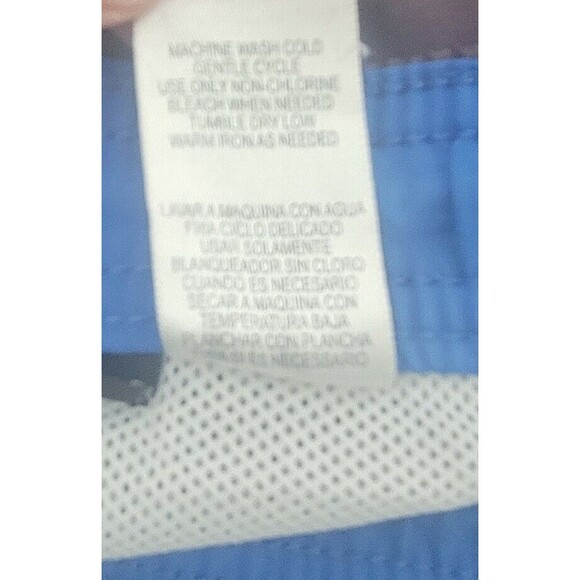 MACHINE WASH COLD
GENTLE CYCLE
USE ONLY NON-CHLORINE
BLEACH WHEN NEEDED
TUMBLE DRY LOW
WARM IRON AS NEEDED
LAVAR A MAQUINA CON AGUA
FRIA CICLO DELICADO
USAR SOLAMENTE
BLANQUEADOR SIN CLORO
CUANDO ES NECESARIO
SECAR A MAQUINA CON
TEMPERATURA BAJA
PLANCHAR CON PLANCHA
ES NECESSARIO